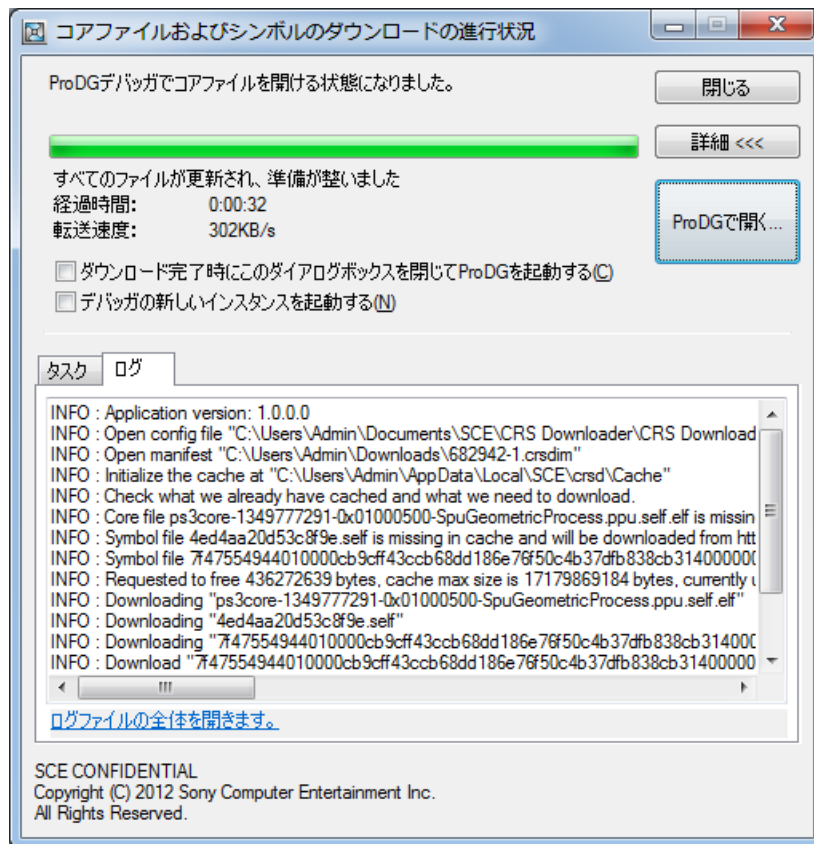 コアファイルおよびシンボルのダウンロードの進行状況
ProDGデバッガでコアファイルを開ける状態になりました。
閉じる
詳細 <<<
すべてのファイルが更新され、準備が整いました
経過時間: 0:00:32
転送速度: 302KB/s
ProDGで開く...
ダウンロード完了時にこのダイアログボックスを閉じてProDGを起動する(C)
デバッガの新しいインスタンスを起動する(N)
タスク ログ
INFO : Application version: 1.0.0.0
INFO : Open config file "C:\Users\Admin\Documents\SCE\CRS Downloader\CRS Download
INFO : Open manifest "C:\Users\Admin\Downloads\682942-1.crsdim"
INFO : Initialize the cache at "C:\Users\Admin\AppData\Local\SCE\crsd\Cache"
INFO : Check what we already have cached and what we need to download.
INFO : Core file ps3core-1349777291-0x01000500-SpuGeometricProcess.ppu.self.elf is missin
INFO : Symbol file 4ed4aa20d53c8f9e.self is missing in cache and will be downloaded from htt
INFO : Symbol file 7f47554944010000cb9cff43ccb68dd186e76f50c4b37dfb838cb31400000(
INFO : Requested to free 436272639 bytes, cache max size is 17179869184 bytes, currently u
INFO : Downloading "ps3core-1349777291-0x01000500-SpuGeometricProcess.ppu.self.elf"
INFO : Downloading "4ed4aa20d53c8f9e.self"
INFO : Downloading "7f47554944010000cb9cff43ccb68dd186e76f50c4b37dfb838cb31400(
INFO : Download "7f47554944010000cb9cff43ccb68dd186e76f50c4b37dfb838cb31400000
ログファイルの全体を開きます。
SCE CONFIDENTIAL
Copyright (C) 2012 Sony Computer Entertainment Inc.
All Rights Reserved.